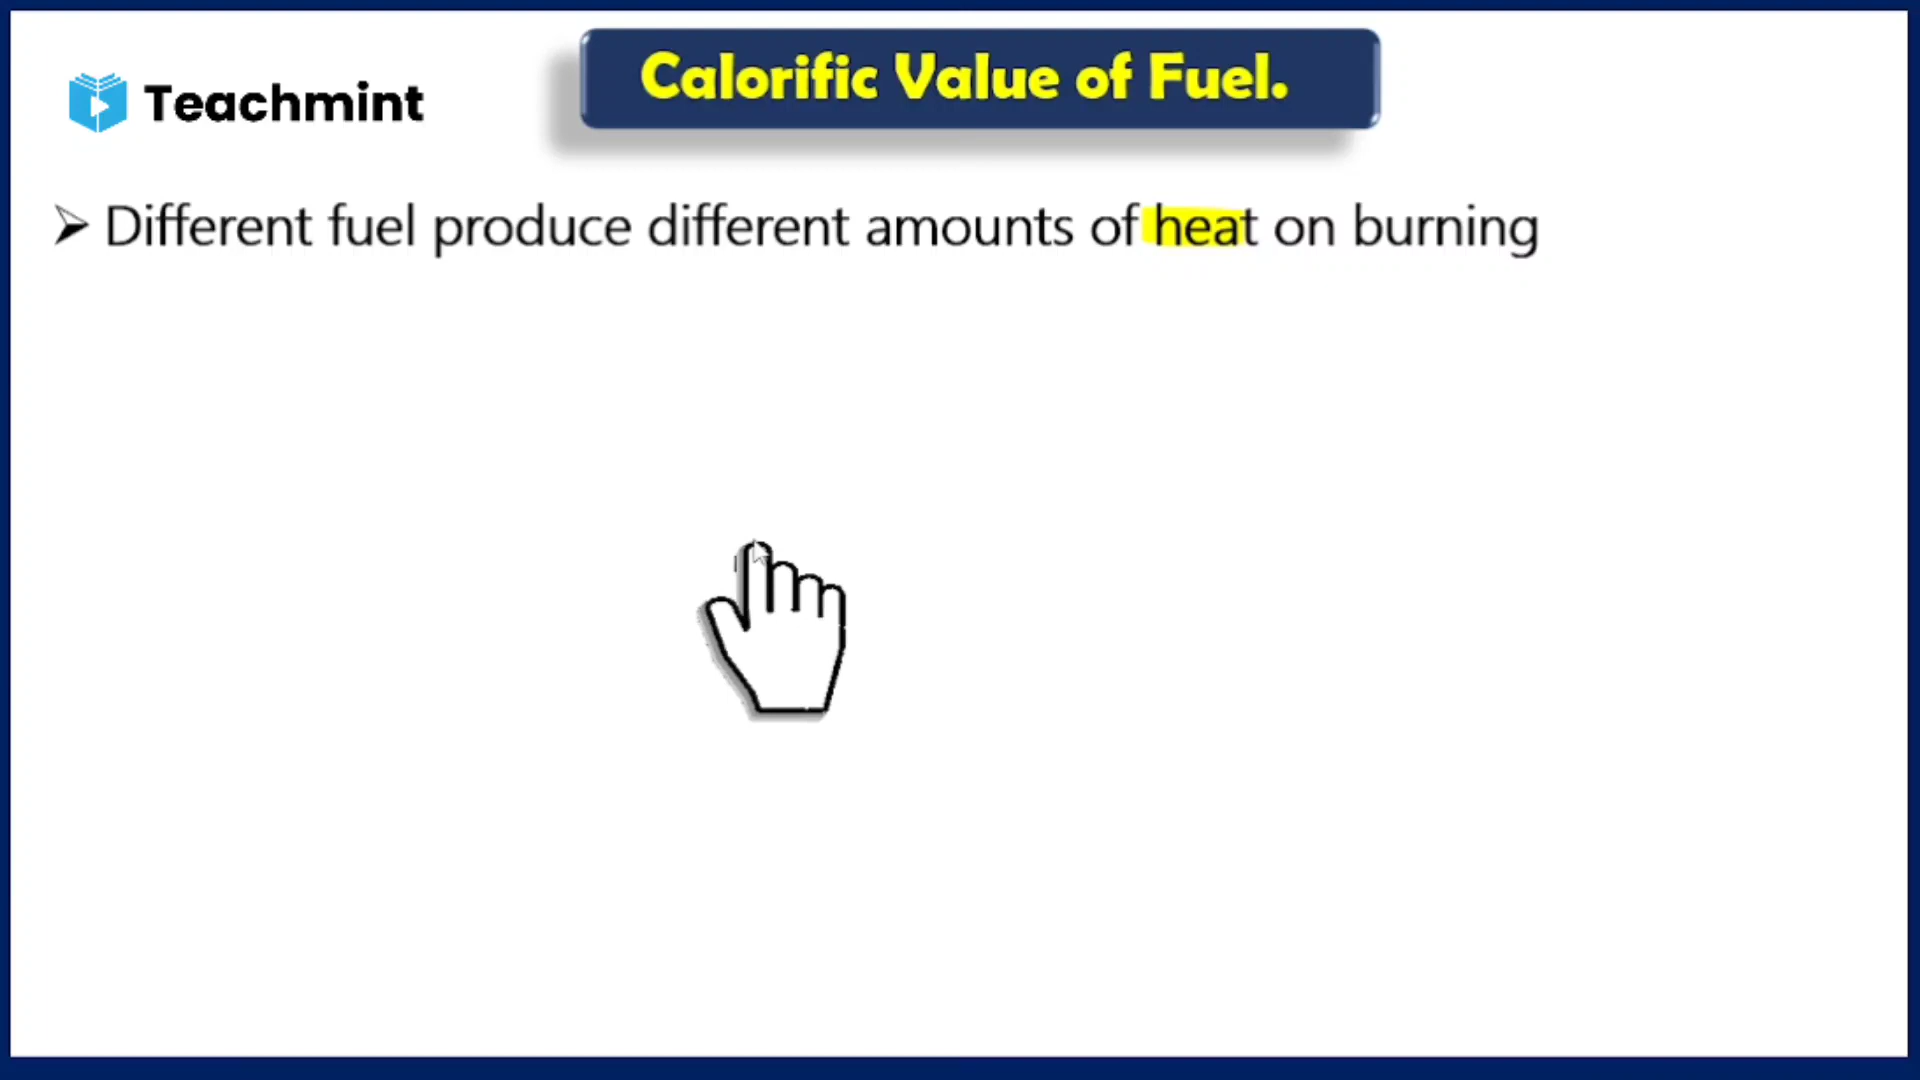 Teachmint
Calorific Value of Fuel.
Different fuel produce different amounts of heat on burning